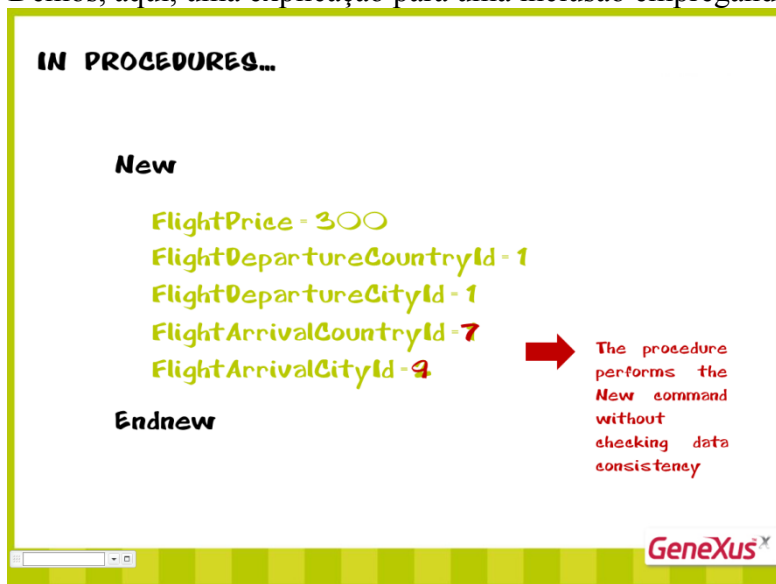 IN PROCEDURES...
New
FlightPrice = 300
FlightDepartureCountryId = 1
FlightDepartureCityId = 1
FlightArrivalCountryId = 7
FlightArrivalCityId = 9
Endnew
The procedure
performs the
New command
without
checking data
consistency
GeneXus X